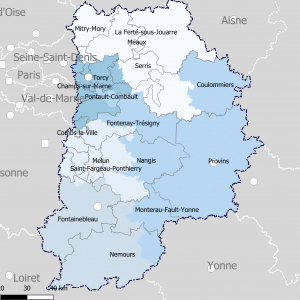 d'Oise
Aisne
Mitry-Mory
La Ferté-sous-Jouarre
Meaux
Seine-Saint-Denis
Serris
Paris
Torcy
Champs-sur-Marne
Coulommiers
Val-de-Marne
Pontault-Combault
Fontenay-Trésigny
Combs-la-Ville
Melun
Nangis
Provins
Saint-Fargeau-Ponthierry
Essonne
Montereau-Fault-Yonne
Fontainebleau
Nemours
Yonne
Loiret
0
30
km